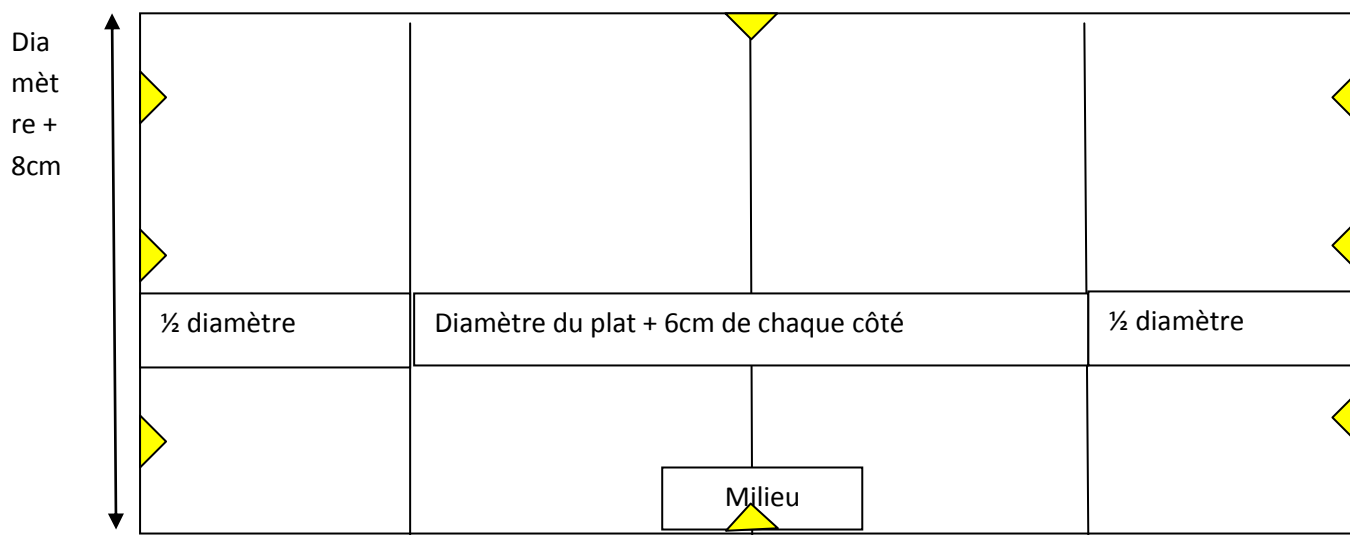 Dia
mèt
re +
8cm
½ diamètre
Diamètre du plat + 6cm de chaque côté
½ diamètre
Milieu